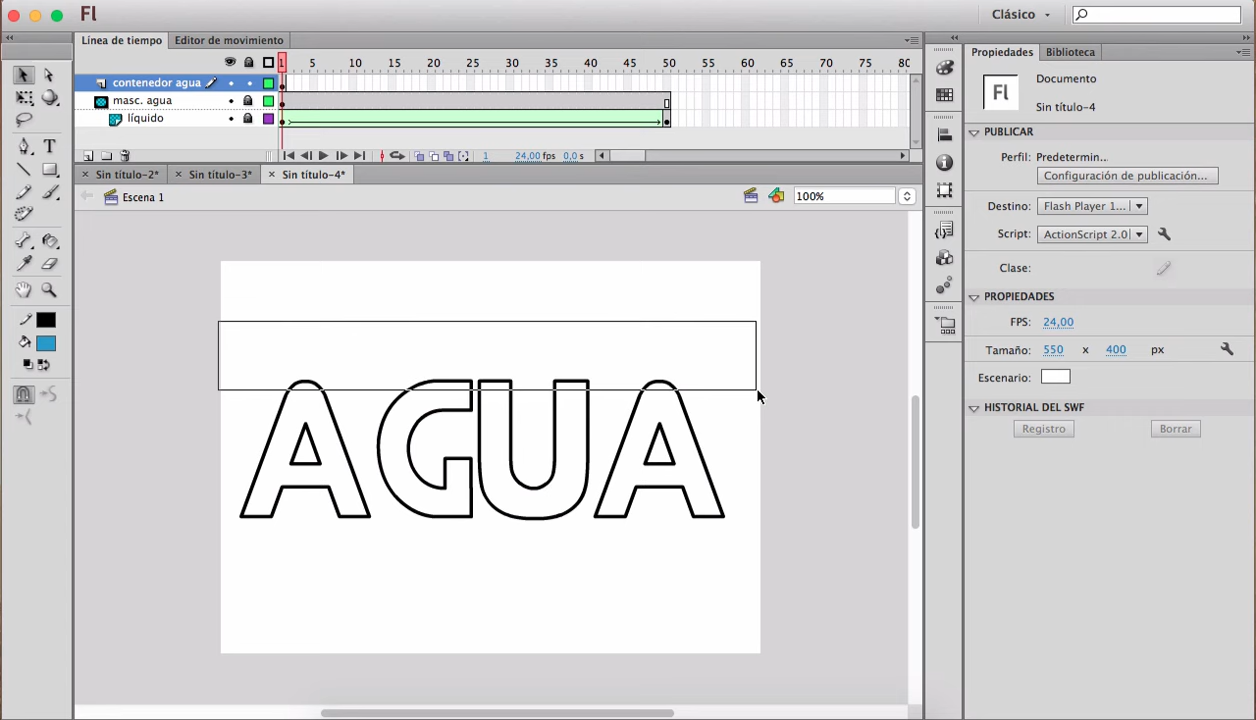 Fl
Clásico
Línea de tiempo
Editor de movimiento
1 5 10 15 20 25 30 35 40 45 50 55 60 65 70 75 80
contenedor agua
masc. agua
líquido
1 24,00 fps 0,0 s
Sin título-2*
Sin título-3*
Sin título-4*
Escena 1
100%
AGUA
Propiedades
Biblioteca
Fl
Documento
Sin título-4
PUBLICAR
Perfil: Predetermin...
Configuración de publicación...
Destino: Flash Player 1...
Script: ActionScript 2.0
Clase:
PROPIEDADES
FPS: 24,00
Tamaño: 550 x 400 px
Escenario:
HISTORIAL DEL SWF
Registro
Borrar